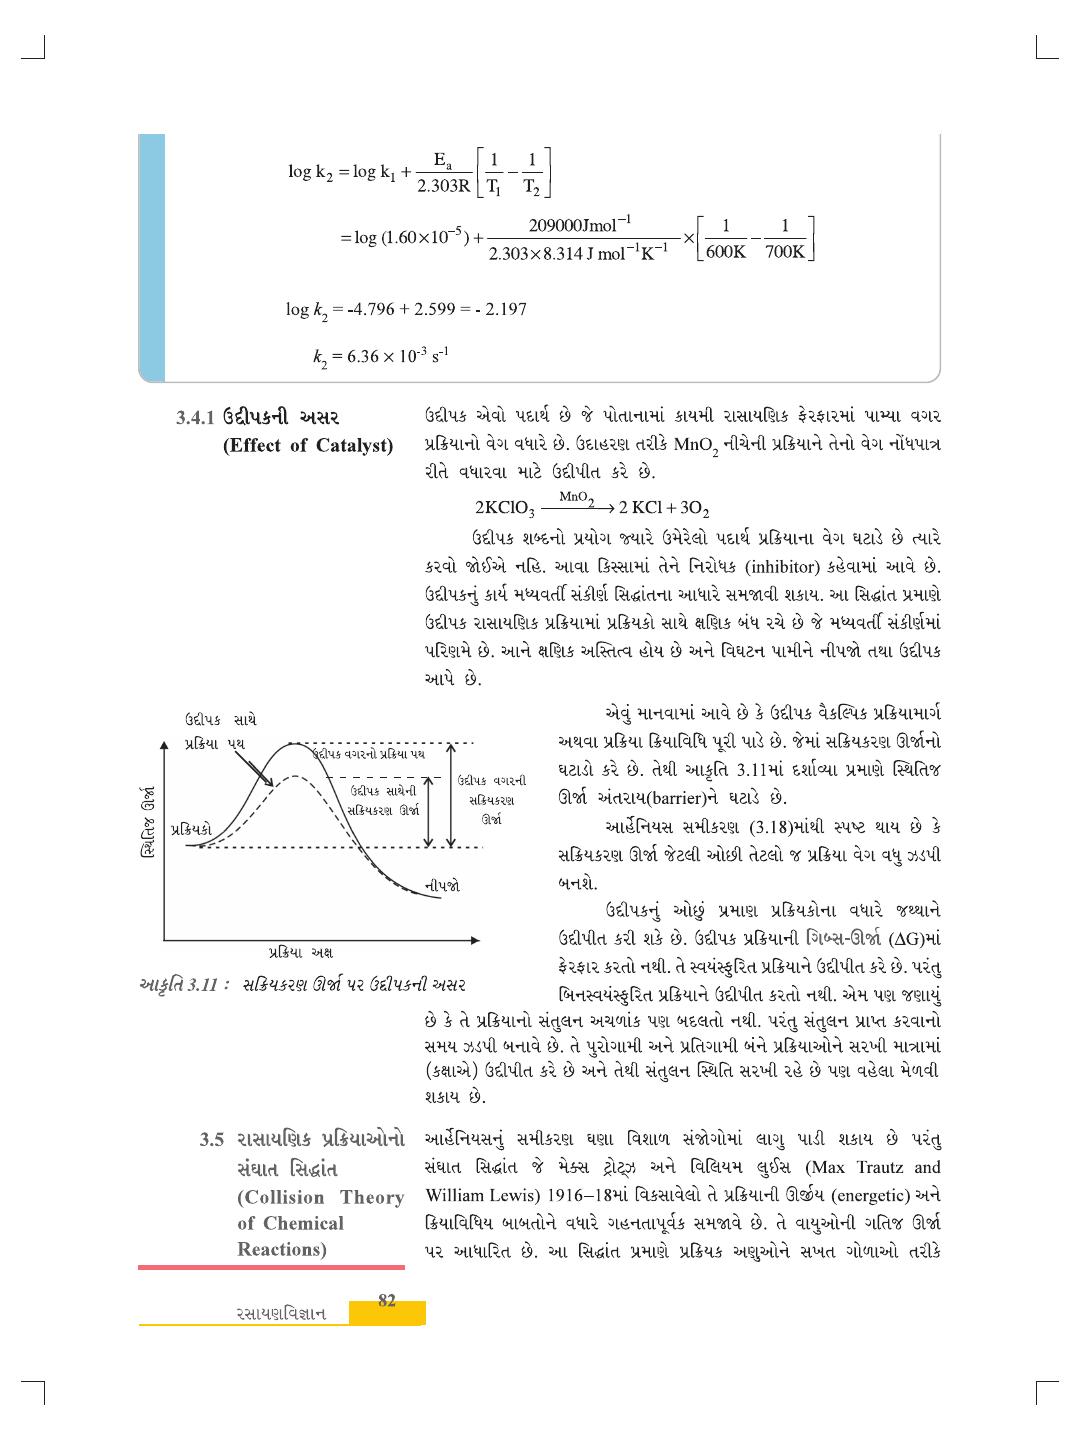 log k₂ = log k₁ + Eₐ / 2.303R [1/T₁ − 1/T₂]
= log (1.60×10⁻⁵) + 209000Jmol⁻¹ / 2.303×8.314 J mol⁻¹K⁻¹ × [1/600K − 1/700K]
log k₂ = -4.796 + 2.599 = - 2.197
k₂ = 6.36 × 10⁻³ s⁻¹
3.4.1 ઉદ્દીપકની અસર
(Effect of Catalyst)
ઉદ્દીપક એવો પદાર્થ છે જે પોતાનામાં કાયમી રાસાયણિક ફેરફારમાં પામ્યા વગર
પ્રક્રિયાનો વેગ વધારે છે. ઉદાહરણ તરીકે MnO₂ નીચેની પ્રક્રિયાને તેનો વેગ નોંધપાત્ર
રીતે વધારવા માટે ઉદ્દીપીત કરે છે.
2KClO₃ —MnO₂→ 2 KCl + 3O₂
ઉદ્દીપક શબ્દનો પ્રયોગ જ્યારે ઉમેરેલો પદાર્થ પ્રક્રિયાના વેગ ઘટાડે છે ત્યારે
કરવો જોઈએ નહિ. આવા કિસ્સામાં તેને નિરોધક (inhibitor) કહેવામાં આવે છે.
ઉદ્દીપકનું કાર્ય મધ્યવર્તી સંકીર્ણ સિદ્ધાંતના આધારે સમજાવી શકાય. આ સિદ્ધાંત પ્રમાણે
ઉદ્દીપક રાસાયણિક પ્રક્રિયામાં પ્રક્રિયકો સાથે ક્ષણિક બંધ રચે છે જે મધ્યવર્તી સંકીર્ણમાં
પરિણમે છે. આને ક્ષણિક અસ્તિત્વ હોય છે અને વિઘટન પામીને નીપજો તથા ઉદ્દીપક
આપે છે.
ઉદ્દીપક સાથે
પ્રક્રિયા પથ
ઉદ્દીપક વગરનો પ્રક્રિયા પથ
ઉદ્દીપક સાથેની
સક્રિયકરણ ઊર્જા
ઉદ્દીપક વગરની
સક્રિયકરણ
ઊર્જા
પ્રક્રિયકો
સ્થિતિજ ઊર્જા
નીપજો
પ્રક્રિયા અક્ષ
આકૃતિ 3.11 : સક્રિયકરણ ઊર્જા પર ઉદ્દીપકની અસર
એવું માનવામાં આવે છે કે ઉદ્દીપક વૈકલ્પિક પ્રક્રિયામાર્ગ
અથવા પ્રક્રિયા ક્રિયાવિધિ પૂરી પાડે છે. જેમાં સક્રિયકરણ ઊર્જાનો
ઘટાડો કરે છે. તેથી આકૃતિ 3.11માં દર્શાવ્યા પ્રમાણે સ્થિતિજ
ઊર્જા અંતરાય(barrier)ને ઘટાડે છે.
આર્હેનિયસ સમીકરણ (3.18)માંથી સ્પષ્ટ થાય છે કે
સક્રિયકરણ ઊર્જા જેટલી ઓછી તેટલો જ પ્રક્રિયા વેગ વધુ ઝડપી
બનશે.
ઉદ્દીપકનું ઓછું પ્રમાણ પ્રક્રિયકોના વધારે જથ્થાને
ઉદ્દીપીત કરી શકે છે. ઉદ્દીપક પ્રક્રિયાની ગિબ્સ-ઊર્જા (ΔG)માં
ફેરફાર કરતો નથી. તે સ્વયંસ્ફુરિત પ્રક્રિયાને ઉદ્દીપીત કરે છે. પરંતુ
બિનસ્વયંસ્ફુરિત પ્રક્રિયાને ઉદ્દીપીત કરતો નથી. એમ પણ જણાયું
છે કે તે પ્રક્રિયાનો સંતુલન અચળાંક પણ બદલતો નથી. પરંતુ સંતુલન પ્રાપ્ત કરવાનો
સમય ઝડપી બનાવે છે. તે પુરોગામી અને પ્રતિગામી બંને પ્રક્રિયાઓને સરખી માત્રામાં
(કક્ષાએ) ઉદ્દીપીત કરે છે અને તેથી સંતુલન સ્થિતિ સરખી રહે છે પણ વહેલા મેળવી
શકાય છે.
3.5 રાસાયણિક પ્રક્રિયાઓનો
સંઘાત સિદ્ધાંત
(Collision Theory
of Chemical
Reactions)
આર્હેનિયસનું સમીકરણ ઘણા વિશાળ સંજોગોમાં લાગુ પાડી શકાય છે પરંતુ
સંઘાત સિદ્ધાંત જે મેક્સ ટ્રોટ્ઝ અને વિલિયમ લુઈસ (Max Trautz and
William Lewis) 1916–18માં વિકસાવેલો તે પ્રક્રિયાની ઊર્જીય (energetic) અને
ક્રિયાવિધિય બાબતોને વધારે ગહનતાપૂર્વક સમજાવે છે. તે વાયુઓની ગતિજ ઊર્જા
પર આધારિત છે. આ સિદ્ધાંત પ્રમાણે પ્રક્રિયક અણુઓને સખત ગોળાઓ તરીકે
82
રસાયણવિજ્ઞાન